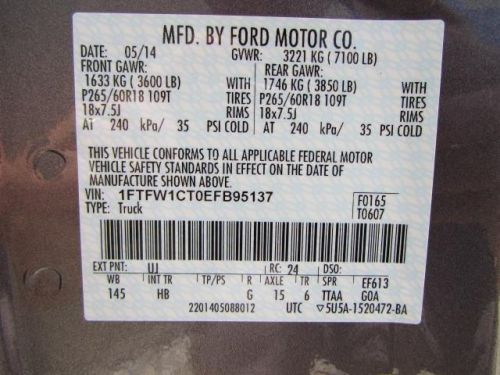 MFD. BY FORD MOTOR CO.
DATE: 05/14 GVWR: 3221 KG ( 7100 LB)
FRONT GAWR: REAR GAWR:
1633 KG ( 3600 LB) WITH 1746 KG ( 3850 LB) WITH
P265/60R18 109T TIRES P265/60R18 109T TIRES
18x7.5J RIMS 18x7.5J RIMS
AT 240 kPa/ 35 PSI COLD AT 240 kPa/ 35 PSI COLD
THIS VEHICLE CONFORMS TO ALL APPLICABLE FEDERAL MOTOR
VEHICLE SAFETY STANDARDS IN EFFECT ON THE DATE OF
MANUFACTURE SHOWN ABOVE.
VIN: 1FTFW1CT0EFB95137 F0165
TYPE: Truck T0607
EXT PNT: UJ RC: 24 DSO:
WB INT TR TP/PS R AXLE TR SPR EF613
145 HB G 15 6 TTAA G0A
2201405088012 UTC ▽5U5A-1520472-BA